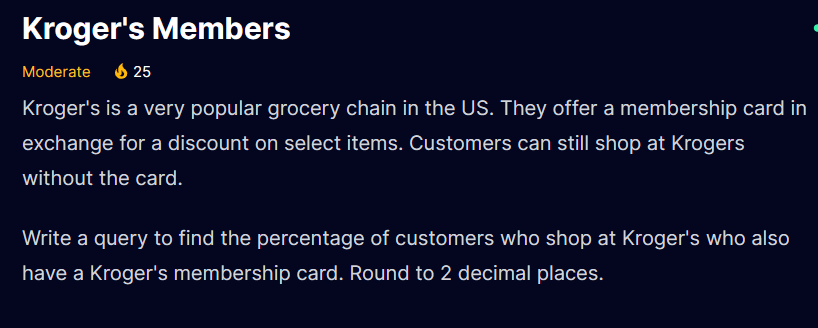 Kroger's Members
Moderate 25
Kroger's is a very popular grocery chain in the US. They offer a membership card in
exchange for a discount on select items. Customers can still shop at Krogers
without the card.
Write a query to find the percentage of customers who shop at Kroger's who also
have a Kroger's membership card. Round to 2 decimal places.